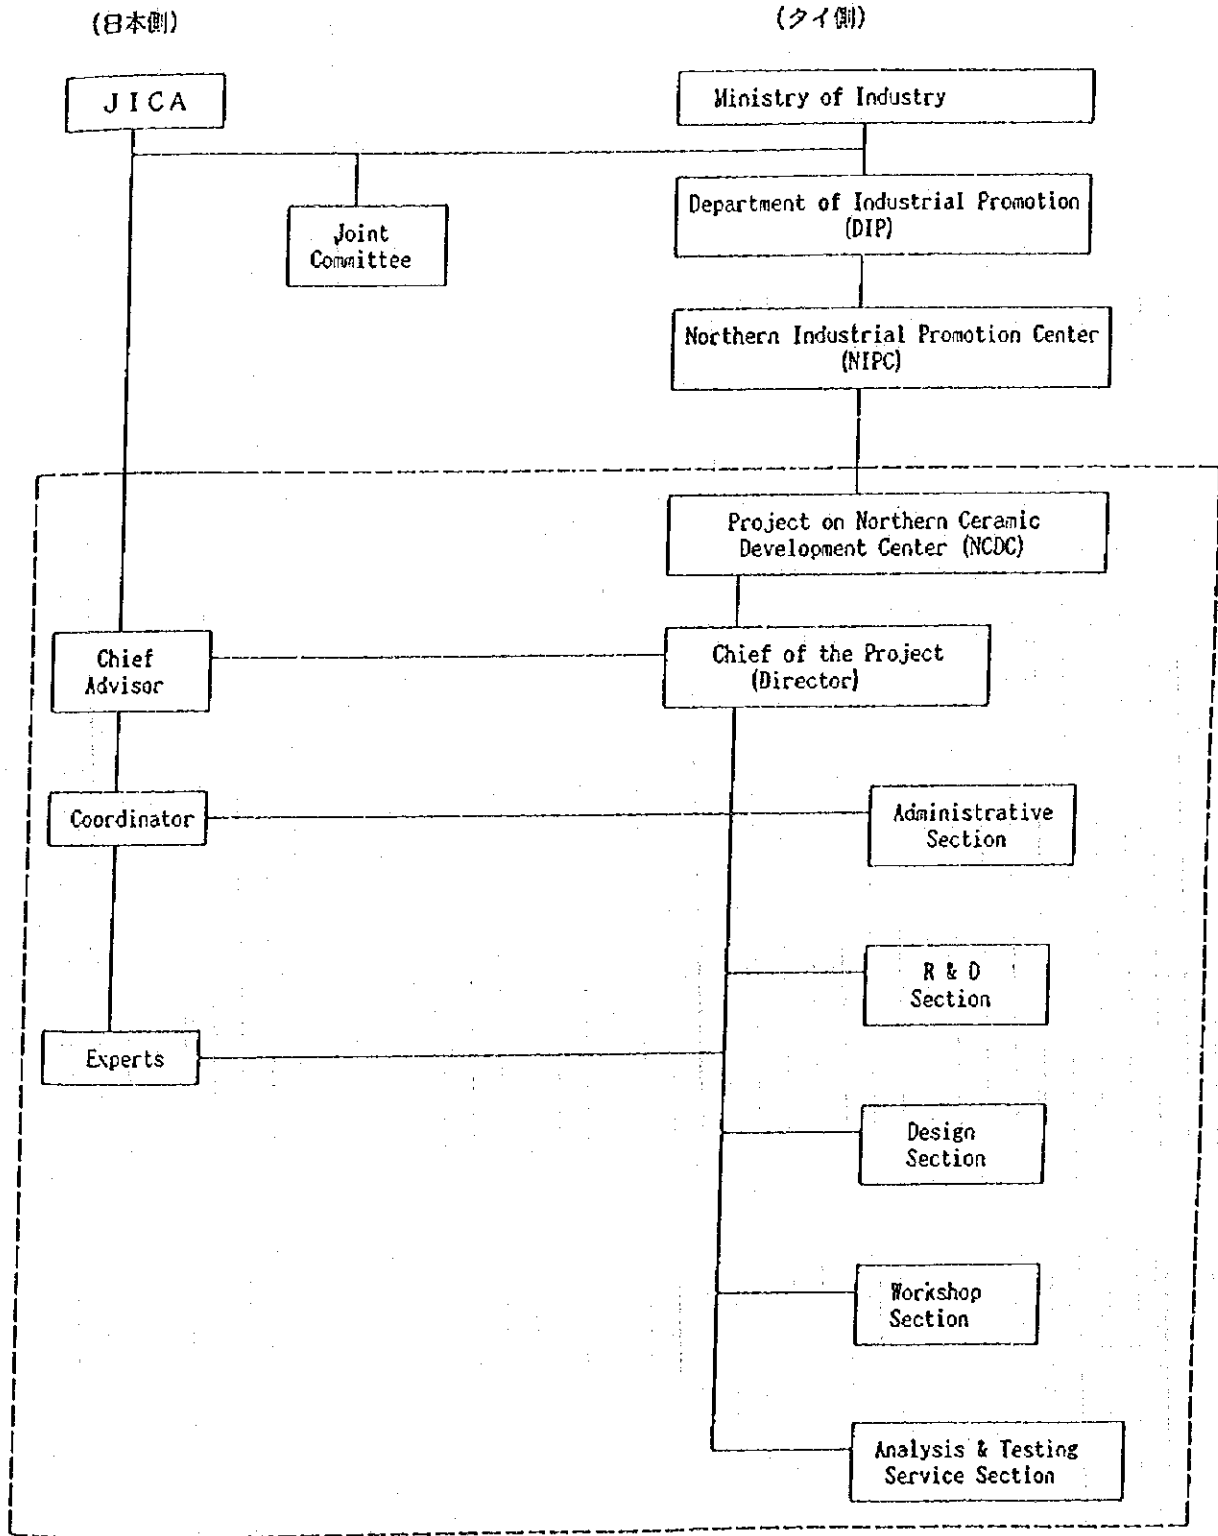 (日本側)
(タイ側)
JICA
Ministry of Industry
Joint
Committee
Department of Industrial Promotion
(DIP)
Northern Industrial Promotion Center
(NIPC)
Project on Northern Ceramic
Development Center (NCDC)
Chief
Advisor
Chief of the Project
(Director)
Coordinator
Administrative
Section
R & D
Section
Experts
Design
Section
Workshop
Section
Analysis & Testing
Service Section